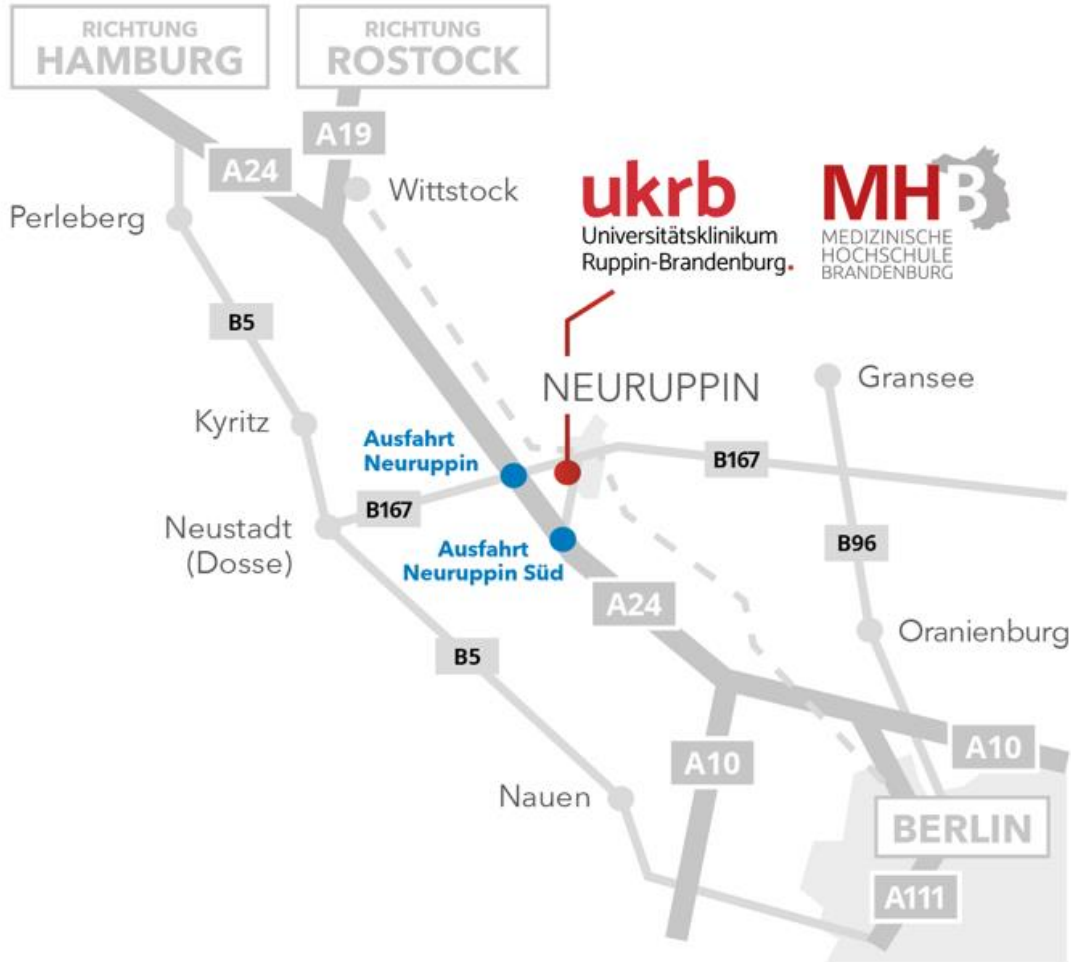 RICHTUNG
HAMBURG
RICHTUNG
ROSTOCK
A19
A24
Wittstock
Perleberg
ukrb
Universitätsklinikum
Ruppin-Brandenburg.
MHB
MEDIZINISCHE
HOCHSCHULE
BRANDENBURG
B5
NEURUPPIN
Gransee
Kyritz
Ausfahrt
Neuruppin
B167
B167
Neustadt
(Dosse)
Ausfahrt
Neuruppin Süd
B96
A24
Oranienburg
B5
A10
A10
Nauen
BERLIN
A111